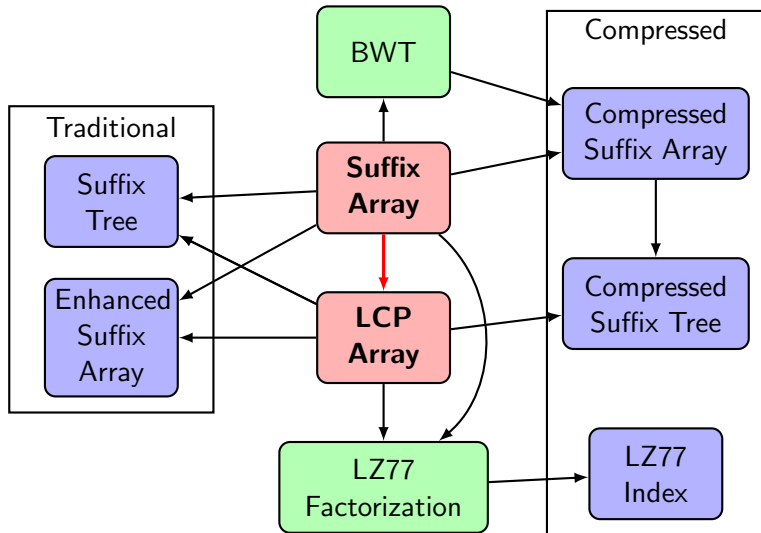 BWT
Compressed
Compressed
Suffix Array
Traditional
Suffix
Tree
Suffix
Array
Enhanced
Suffix
Array
LCP
Array
Compressed
Suffix Tree
LZ77
Factorization
LZ77
Index